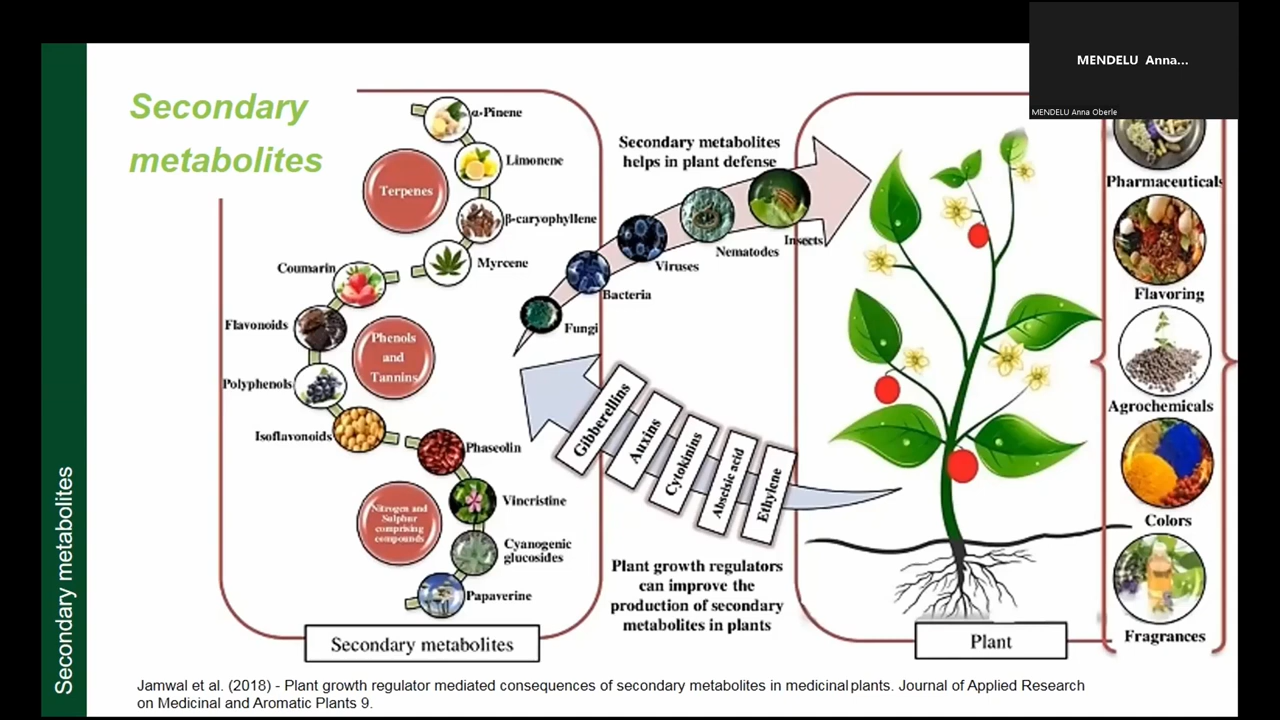 MENDELU Anna...
MENDELU Anna Oberle
Secondary
metabolites
Secondary metabolites
α-Pinene
Limonene
Terpenes
β-caryophyllene
Myrcene
Coumarin
Flavonoids
Phenols
and
Tannins
Polyphenols
Isoflavonoids
Phaseolin
Vincristine
Nitrogen and
Sulphur
comprising
compounds
Cyanogenic
glucosides
Papaverine
Secondary metabolites
Secondary metabolites
helps in plant defense
Insects
Nematodes
Viruses
Bacteria
Fungi
Gibberellins
Auxins
Cytokinins
Abscisic acid
Ethylene
Plant growth regulators
can improve the
production of secondary
metabolites in plants
Plant
Pharmaceuticals
Flavoring
Agrochemicals
Colors
Fragrances
Jamwal et al. (2018) - Plant growth regulator mediated consequences of secondary metabolites in medicinal plants. Journal of Applied Research
on Medicinal and Aromatic Plants 9.